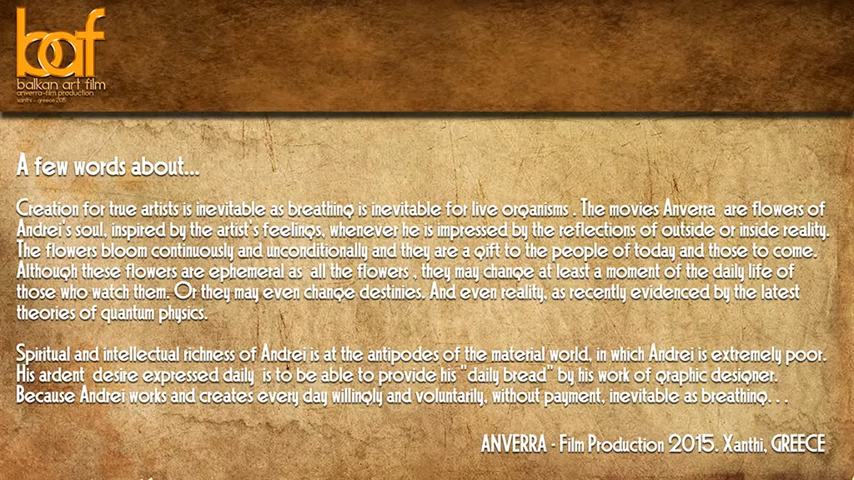 baf
balkan art film
anverra-film production
xanthi - greece 2015
A few words about...
Creation for true artists is inevitable as breathing is inevitable for live organisms . The movies Anverra are flowers of
Andrei's soul, inspired by the artist's feelings, whenever he is impressed by the reflections of outside or inside reality.
The flowers bloom continuously and unconditionally and they are a gift to the people of today and those to come.
Although these flowers are ephemeral as all the flowers , they may change at least a moment of the daily life of
those who watch them. Or they may even change destinies. And even reality, as recently evidenced by the latest
theories of quantum physics.
Spiritual and intellectual richness of Andrei is at the antipodes of the material world, in which Andrei is extremely poor.
His ardent desire expressed daily is to be able to provide his "daily bread" by his work of graphic designer.
Because Andrei works and creates every day willingly and voluntarily, without payment, inevitable as breathing. . .
ANVERRA - Film Production 2015. Xanthi, GREECE